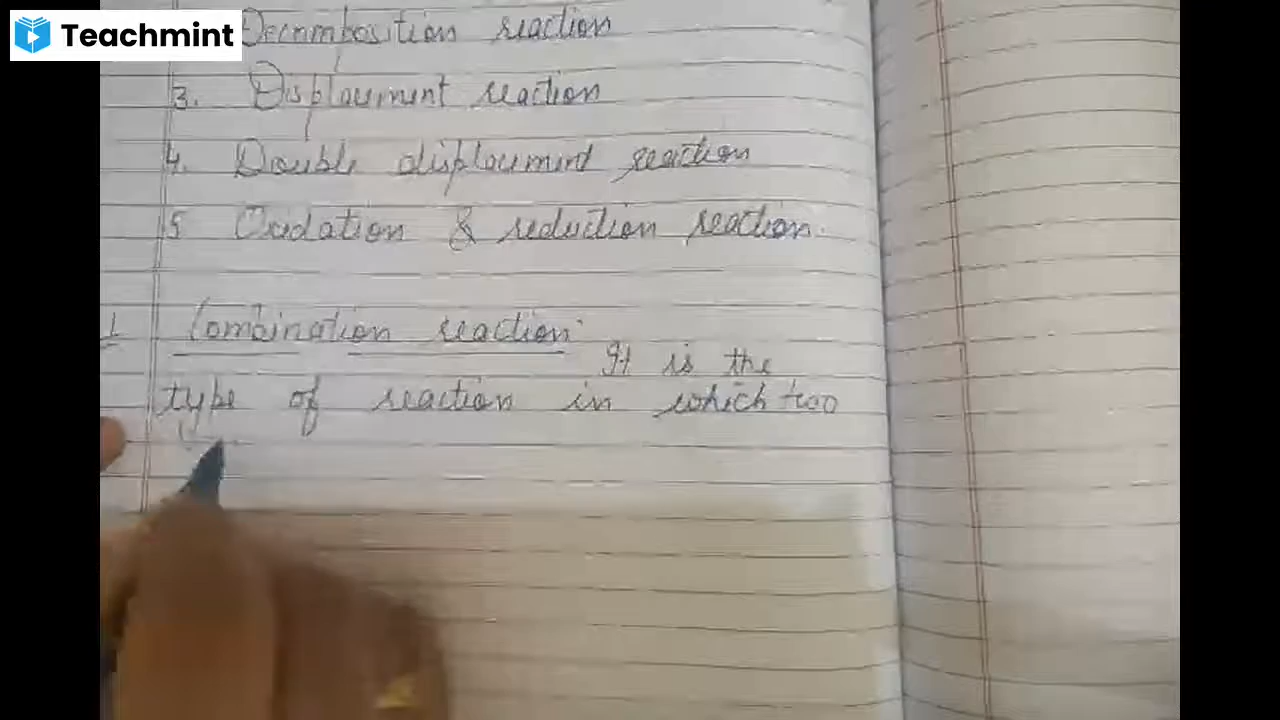 Teachmint
Decomposition reaction
3. Displacement reaction
4. Double displacement reaction
5 Oxidation & reduction reaction.
1 Combination reaction:
It is the
type of reaction in which two